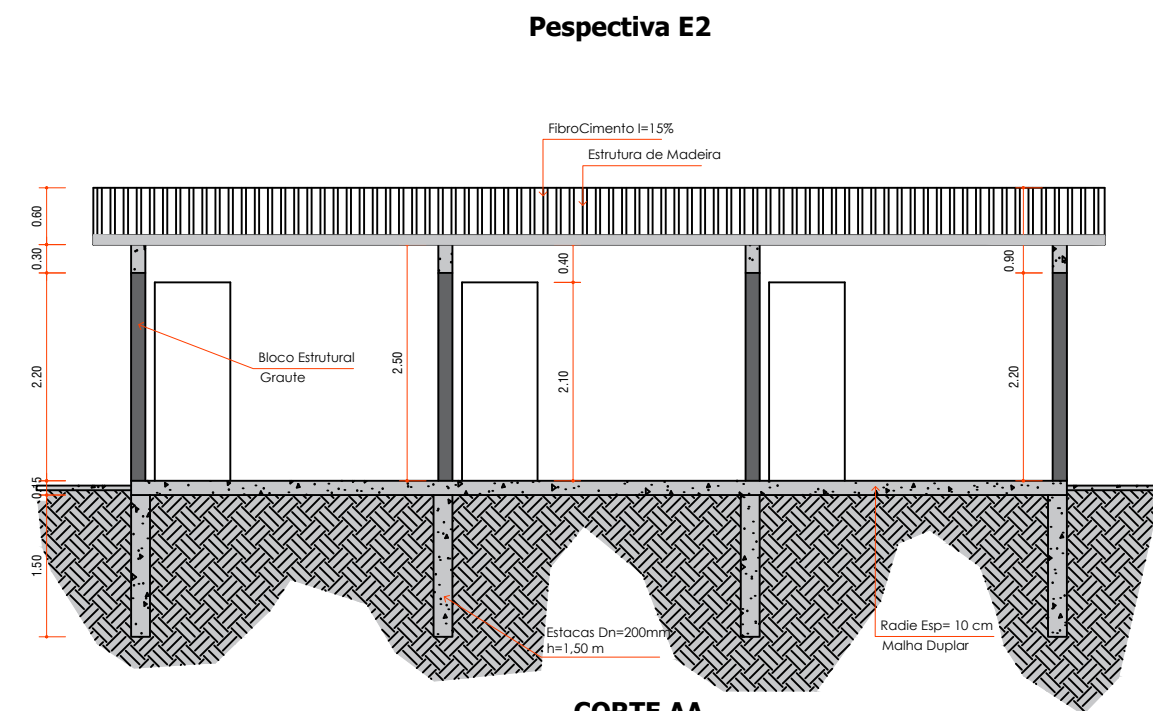 Pespectiva E2
FibroCimento I=15%
Estrutura de Madeira
0.60
0.30
0.40
0.90
Bloco Estrutural
Graute
2.20
2.50
2.10
2.20
0.15
1.50
Estacas Dn=200mm
h=1,50 m
Radie Esp= 10 cm
Malha Duplar
CORTE AA